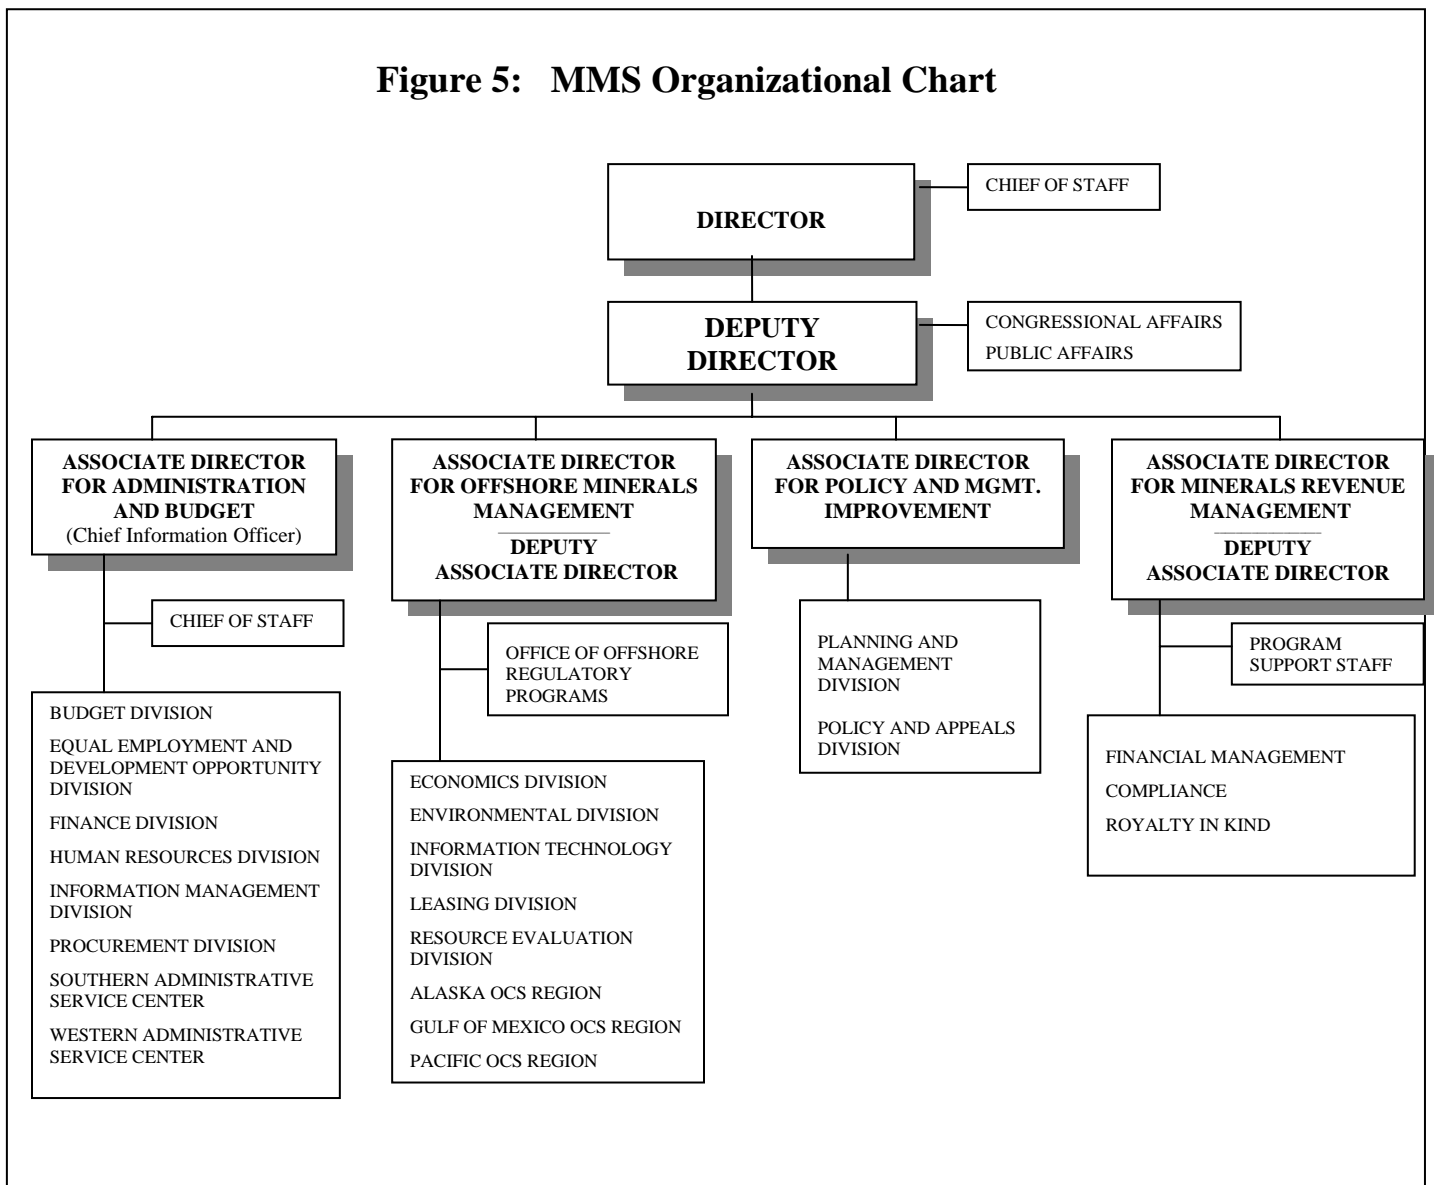 Figure 5: MMS Organizational Chart
DIRECTOR
CHIEF OF STAFF
DEPUTY
DIRECTOR
CONGRESSIONAL AFFAIRS
PUBLIC AFFAIRS
ASSOCIATE DIRECTOR
FOR ADMINISTRATION
AND BUDGET
(Chief Information Officer)
CHIEF OF STAFF
BUDGET DIVISION
EQUAL EMPLOYMENT AND
DEVELOPMENT OPPORTUNITY
DIVISION
FINANCE DIVISION
HUMAN RESOURCES DIVISION
INFORMATION MANAGEMENT
DIVISION
PROCUREMENT DIVISION
SOUTHERN ADMINISTRATIVE
SERVICE CENTER
WESTERN ADMINISTRATIVE
SERVICE CENTER
ASSOCIATE DIRECTOR
FOR OFFSHORE MINERALS
MANAGEMENT
DEPUTY
ASSOCIATE DIRECTOR
OFFICE OF OFFSHORE
REGULATORY
PROGRAMS
ECONOMICS DIVISION
ENVIRONMENTAL DIVISION
INFORMATION TECHNOLOGY
DIVISION
LEASING DIVISION
RESOURCE EVALUATION
DIVISION
ALASKA OCS REGION
GULF OF MEXICO OCS REGION
PACIFIC OCS REGION
ASSOCIATE DIRECTOR
FOR POLICY AND MGMT.
IMPROVEMENT
PLANNING AND
MANAGEMENT
DIVISION
POLICY AND APPEALS
DIVISION
ASSOCIATE DIRECTOR
FOR MINERALS REVENUE
MANAGEMENT
DEPUTY
ASSOCIATE DIRECTOR
PROGRAM
SUPPORT STAFF
FINANCIAL MANAGEMENT
COMPLIANCE
ROYALTY IN KIND